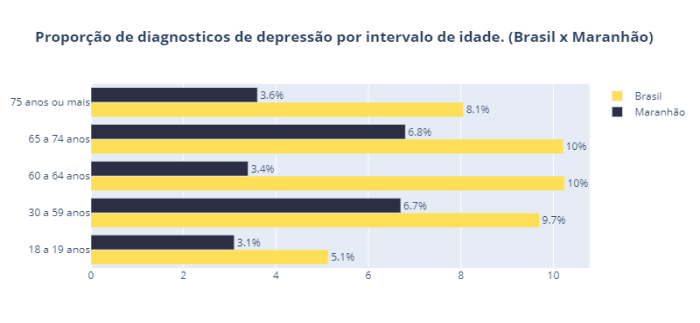 Proporção de diagnosticos de depressão por intervalo de idade. (Brasil x Maranhão)
75 anos ou mais
3.6%
8.1%
65 a 74 anos
6.8%
10%
60 a 64 anos
3.4%
10%
30 a 59 anos
6.7%
9.7%
18 a 19 anos
3.1%
5.1%
0 2 4 6 8 10
Brasil
Maranhão